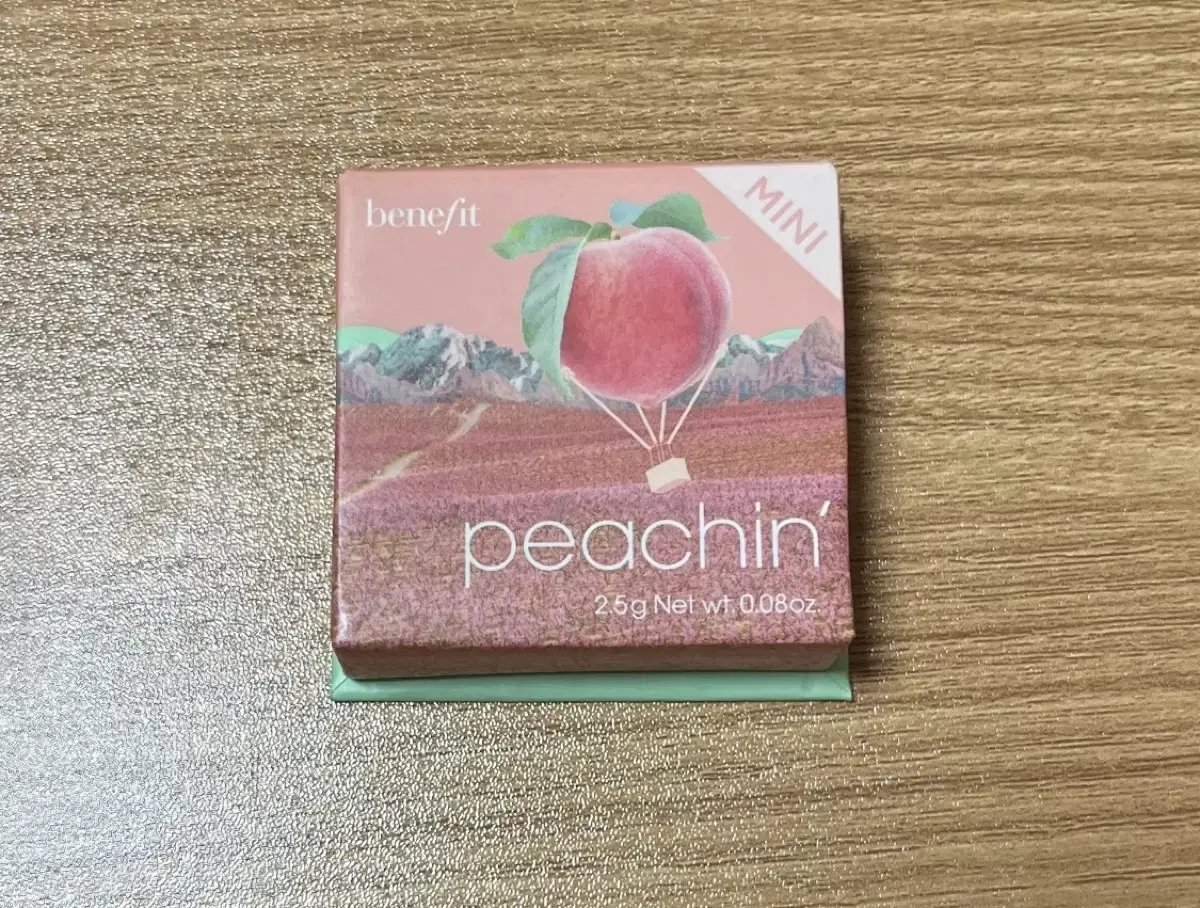 benefit
MINI
peachin'
2.5g Net wt. 0.08oz.